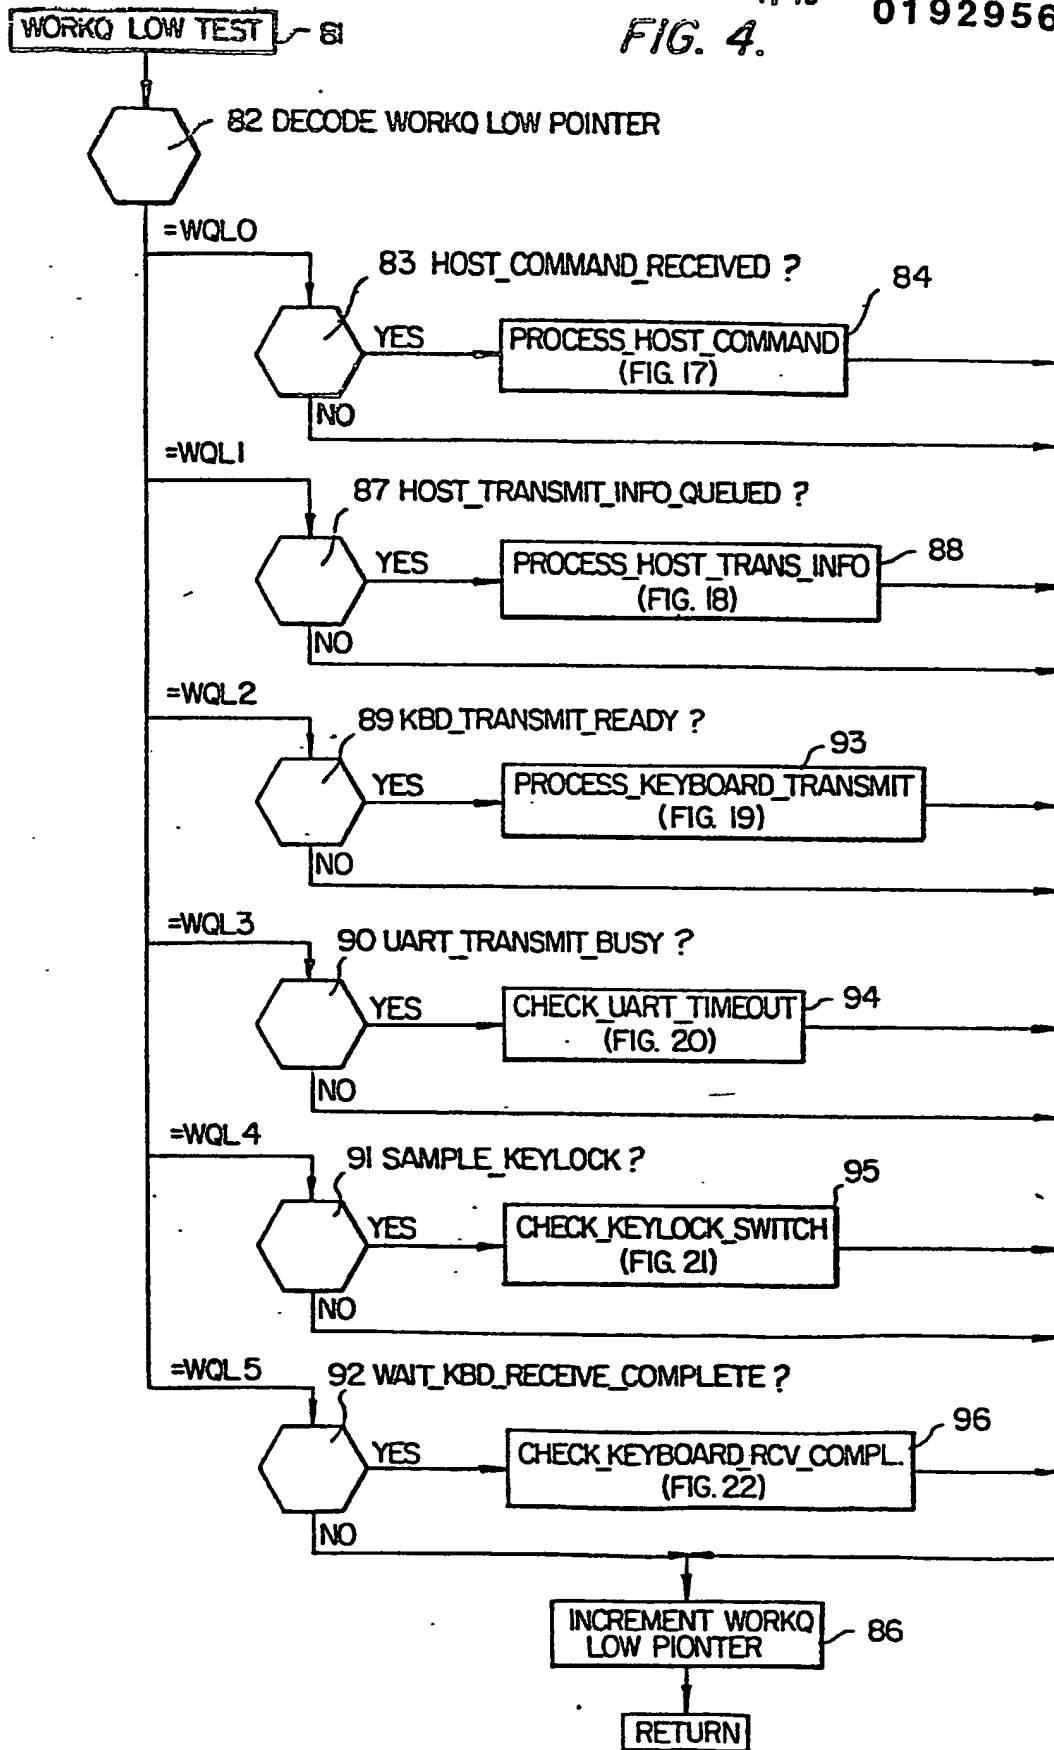 0192956
FIG. 4.
WORKQ LOW TEST 81
82 DECODE WORKQ LOW POINTER
=WQL0
83 HOST_COMMAND_RECEIVED ?
84
YES
PROCESS_HOST_COMMAND
(FIG. 17)
NO
=WQL1
87 HOST_TRANSMIT_INFO_QUEUED ?
88
YES
PROCESS_HOST_TRANS_INFO
(FIG. 18)
NO
=WQL2
89 KBD_TRANSMIT_READY ?
93
YES
PROCESS_KEYBOARD_TRANSMIT
(FIG. 19)
NO
=WQL3
90 UART_TRANSMIT_BUSY ?
94
YES
CHECK_UART_TIMEOUT
(FIG. 20)
NO
=WQL4
91 SAMPLE_KEYLOCK ?
95
YES
CHECK_KEYLOCK_SWITCH
(FIG. 21)
NO
=WQL5
92 WAIT_KBD_RECEIVE_COMPLETE ?
96
YES
CHECK_KEYBOARD_RCV_COMPL.
(FIG. 22)
NO
INCREMENT WORKQ
LOW PIONTER
86
RETURN